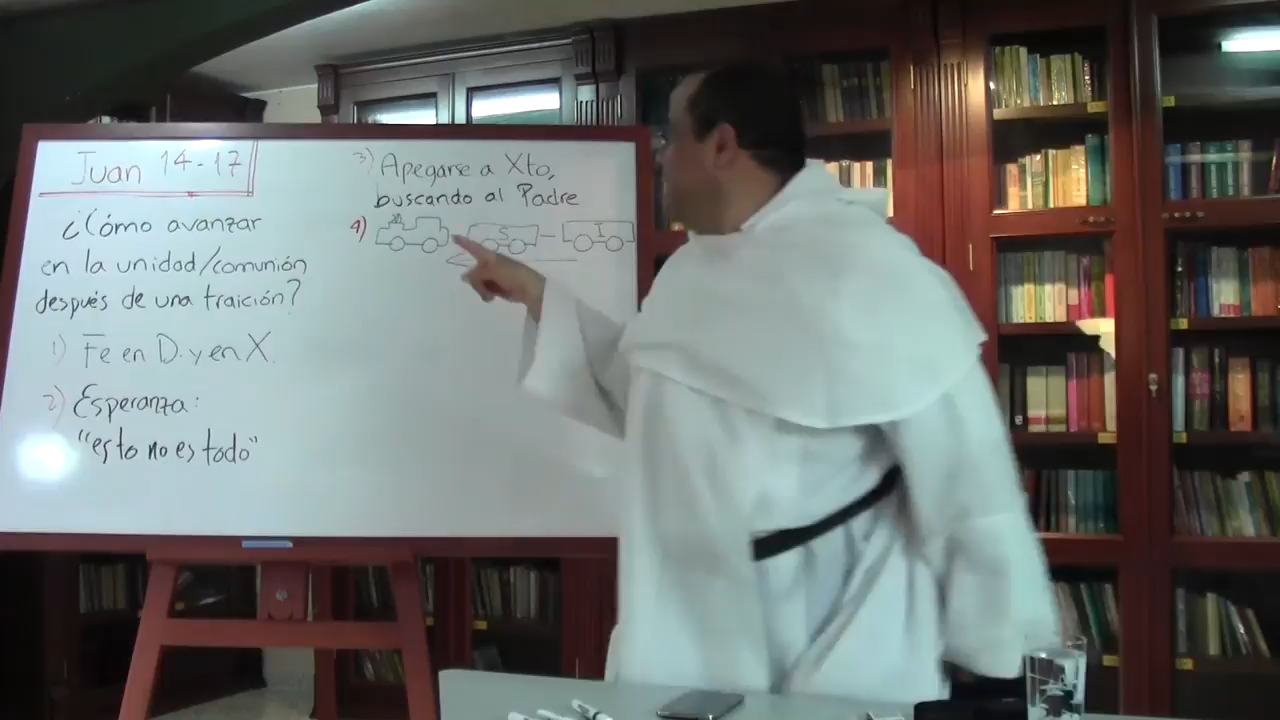 Juan 14-17
¿Cómo avanzar
en la unidad/comunión
después de una traición?
1) Fe en D. y en X.
2) Esperanza:
"esto no es todo"
3) Apegarse a Xto,
buscando al Padre
4)
S
I